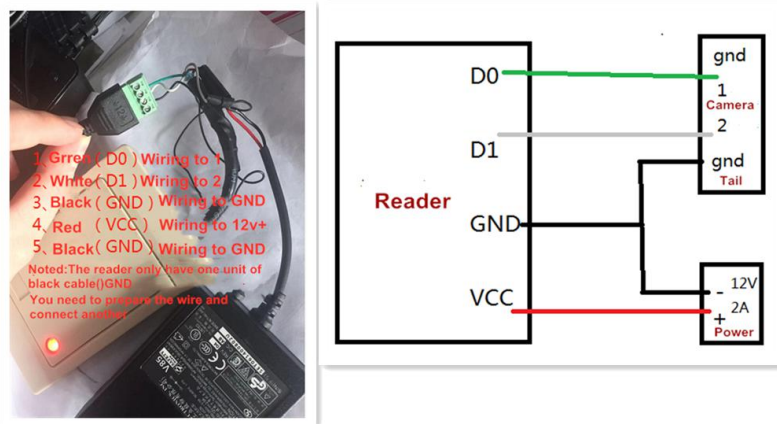 1、Grreen( D0 ) Wiring to 1
2、White( D1 ) Wiring to 2
3、Black( GND ) Wiring to GND
4、Red ( VCC ) Wiring to 12v+
5、Black( GND ) Wiring to GND
Noted:The reader only have one unit of
black cable()GND
You need to prepare the wire and
connect another
V85
Reader
D0
D1
GND
VCC
gnd
1
Camera
2
gnd
Tail
- 12V
2A
+
Power